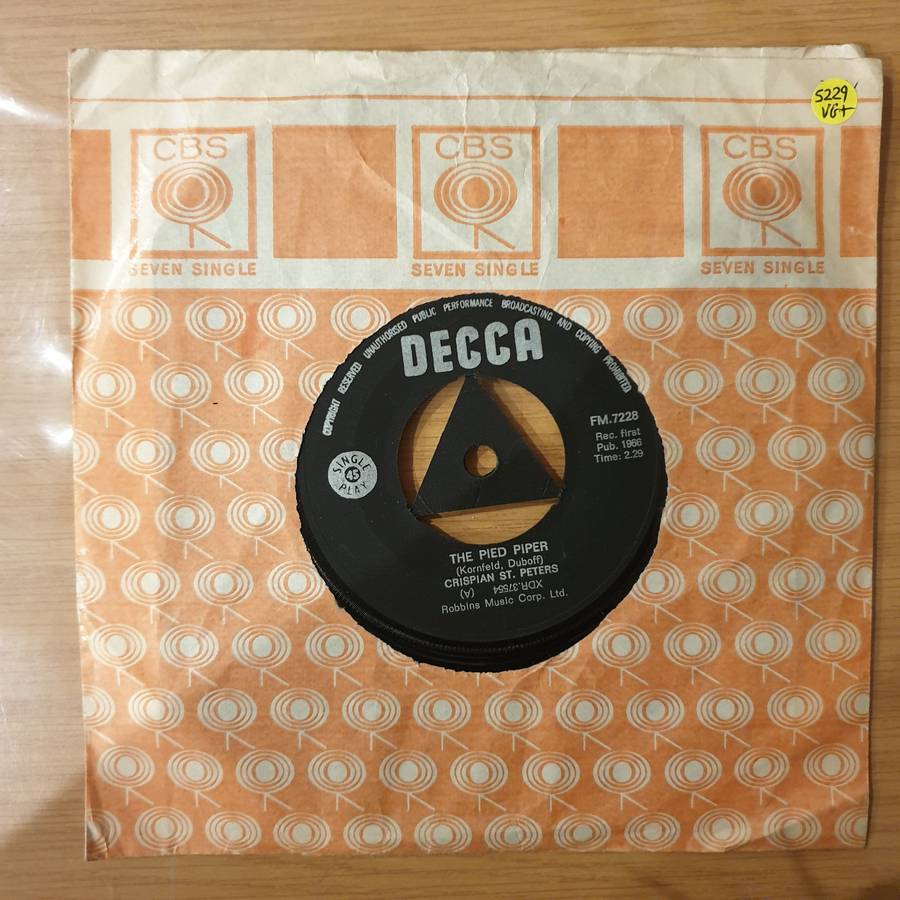 5229
VG+
CBS CBS CBS
SEVEN SINGLE SEVEN SINGLE SEVEN SINGLE
COPYRIGHT RESERVED UNAUTHORISED PUBLIC PERFORMANCE BROADCASTING AND COPYING PROHIBITED
DECCA
FM.7228
Rec. first
Pub. 1966
Time: 2.29
SINGLE
45
PLAY
THE PIED PIPER
(Kornfeld, Duboff)
CRISPIAN ST. PETERS
(A) XDR.37554
Robbins Music Corp. Ltd.